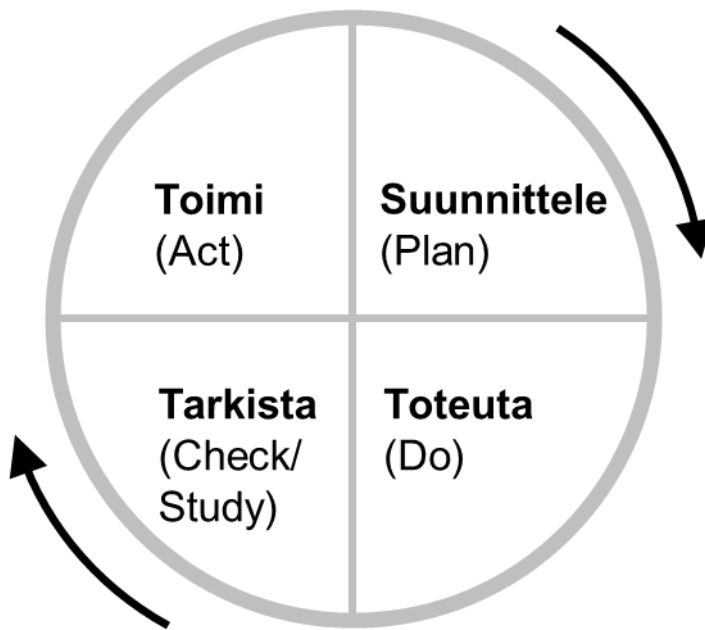 Toimi
(Act)
Suunnittele
(Plan)
Tarkista
(Check/
Study)
Toteuta
(Do)